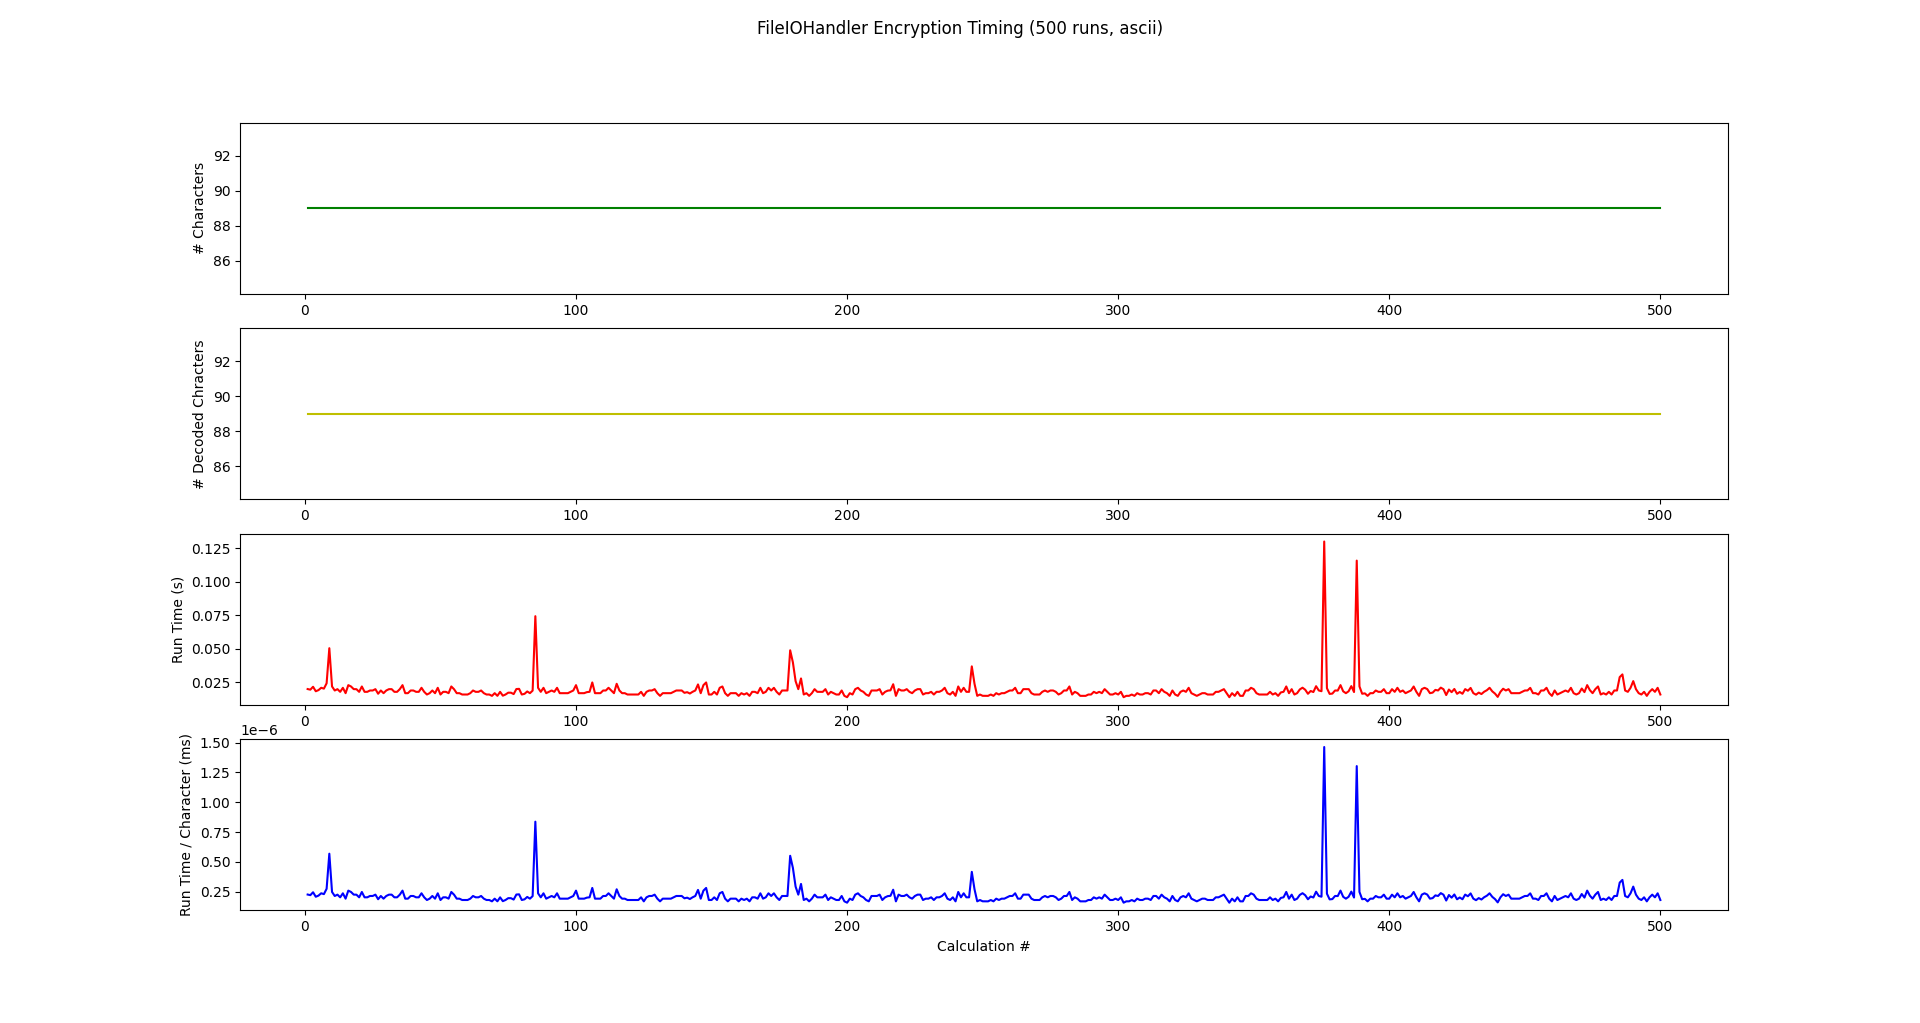 FileIOHandler Encryption Timing (500 runs, ascii)
# Characters
92
90
88
86
0 100 200 300 400 500
# Decoded Chracters
92
90
88
86
0 100 200 300 400 500
Run Time (s)
0.125
0.100
0.075
0.050
0.025
0 100 200 300 400 500
1e−6
Run Time / Character (ms)
1.50
1.25
1.00
0.75
0.50
0.25
0 100 200 300 400 500
Calculation #